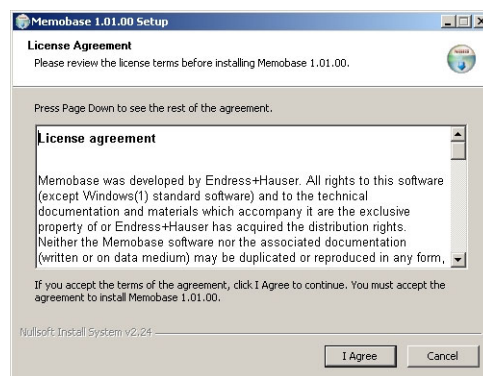 Memobase 1.01.00 Setup
License Agreement
Please review the license terms before installing Memobase 1.01.00.
Press Page Down to see the rest of the agreement.
License agreement
Memobase was developed by Endress+Hauser. All rights to this software
(except Windows(1) standard software) and to the technical
documentation and materials which accompany it are the exclusive
property of or Endress+Hauser has acquired the distribution rights.
Neither the Memobase software nor the associated documentation
(written or on data medium) may be duplicated or reproduced in any form,
If you accept the terms of the agreement, click I Agree to continue. You must accept the
agreement to install Memobase 1.01.00.
Nullsoft Install System v2.24
I Agree
Cancel